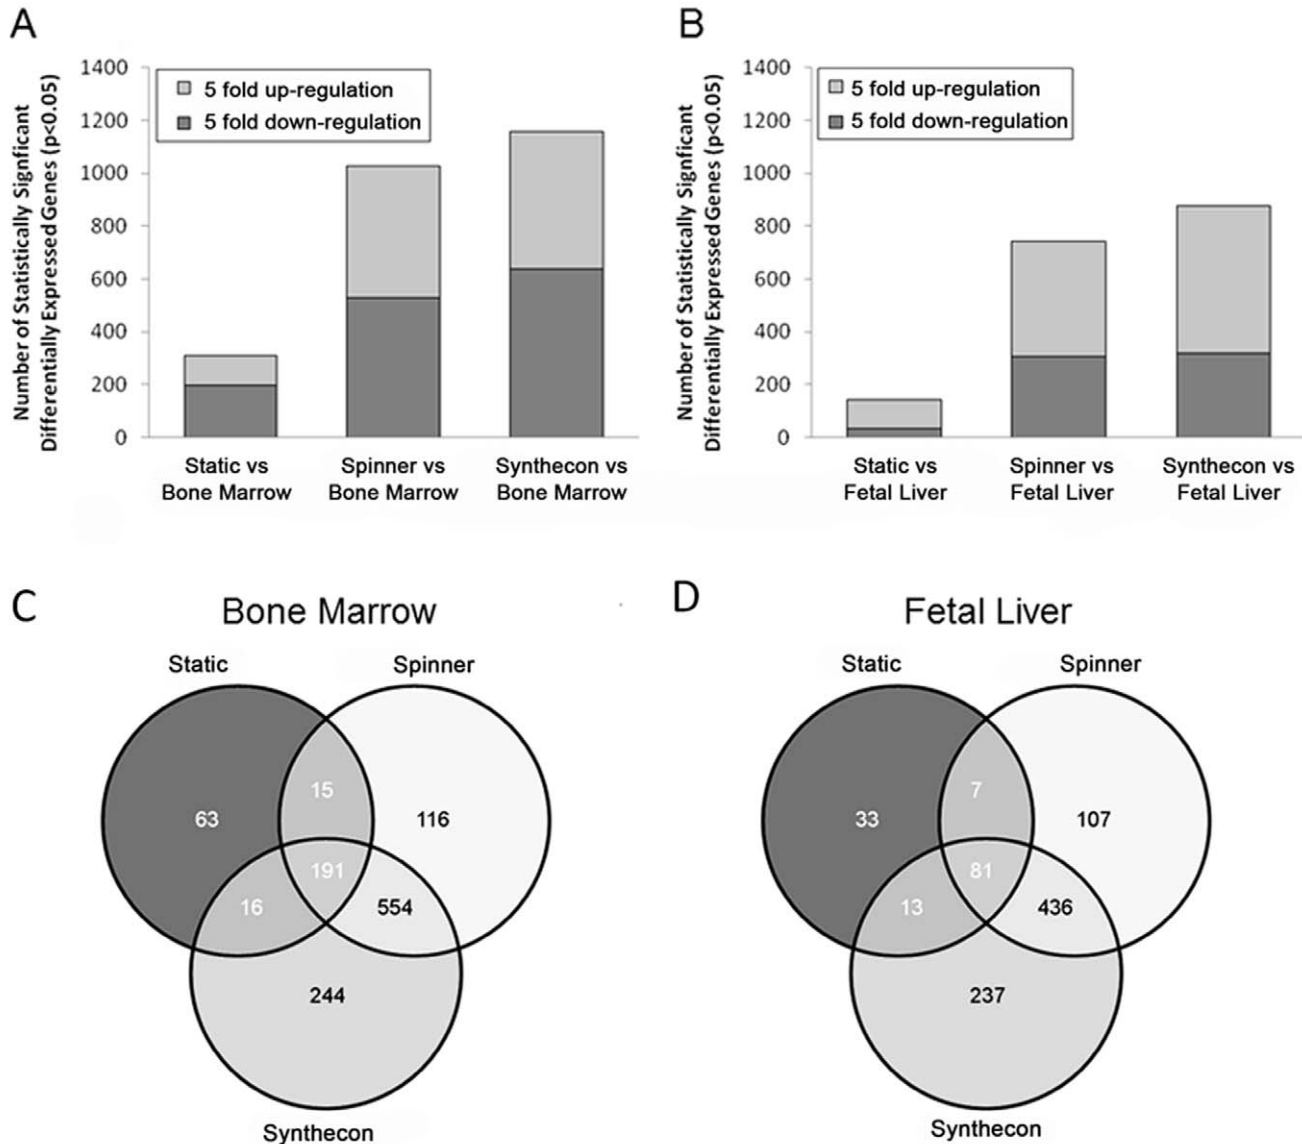 A
Number of Statistically Signficant
Differentially Expressed Genes (p<0.05)
1400
1200
1000
800
600
400
200
0
5 fold up-regulation
5 fold down-regulation
Static vs
Bone Marrow
Spinner vs
Bone Marrow
Synthecon vs
Bone Marrow
B
Number of Statistically Signficant
Differentially Expressed Genes (p<0.05)
1400
1200
1000
800
600
400
200
0
5 fold up-regulation
5 fold down-regulation
Static vs
Fetal Liver
Spinner vs
Fetal Liver
Synthecon vs
Fetal Liver
C
Bone Marrow
Static
Spinner
15
63
116
191
16
554
244
Synthecon
D
Fetal Liver
Static
Spinner
7
33
107
81
13
436
237
Synthecon